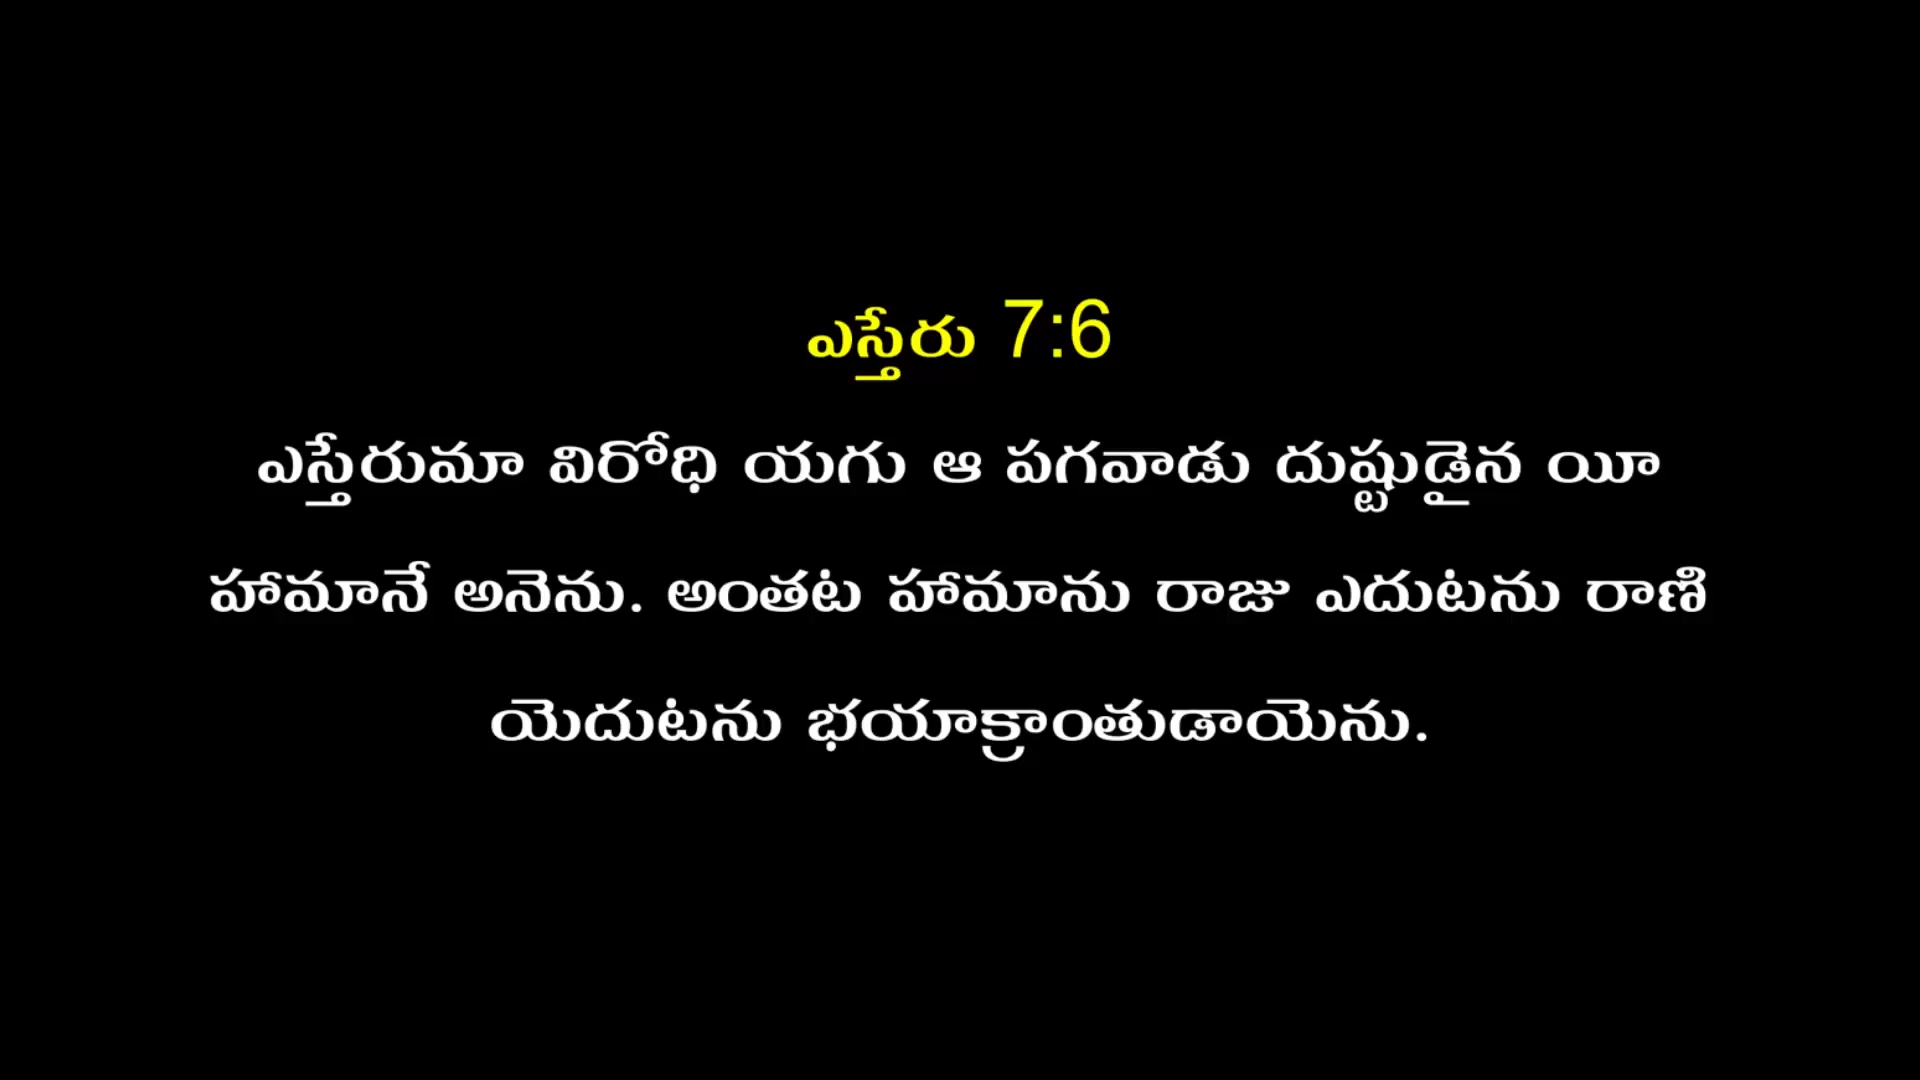 ఎస్తేరు 7:6
ఎస్తేరుమా విరోధి యగు ఆ పగవాడు దుష్టుడైన యీ
హామానే అనెను. అంతట హామాను రాజు ఎదుటను రాణి
యెదుటను భయాక్రాంతుడాయెను.